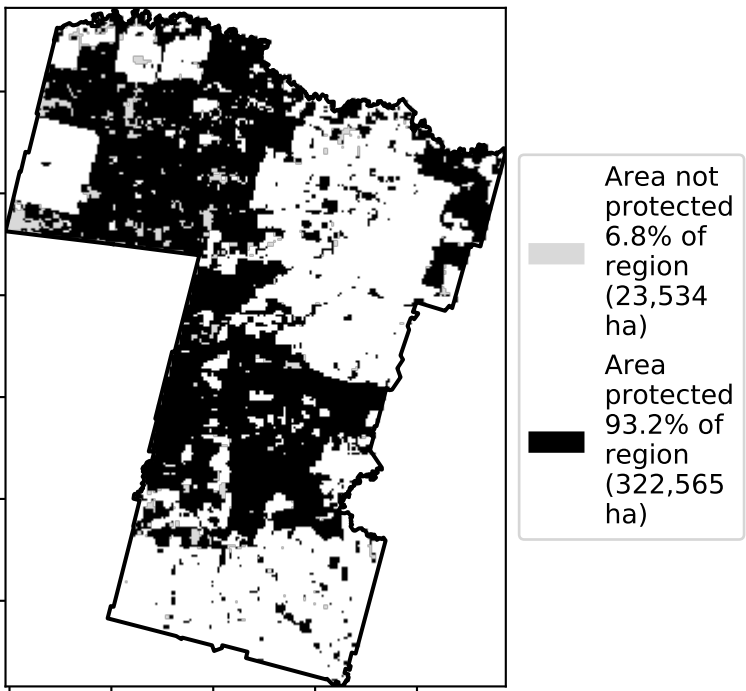 Area not
protected
6.8% of
region
(23,534
ha)
Area
protected
93.2% of
region
(322,565
ha)